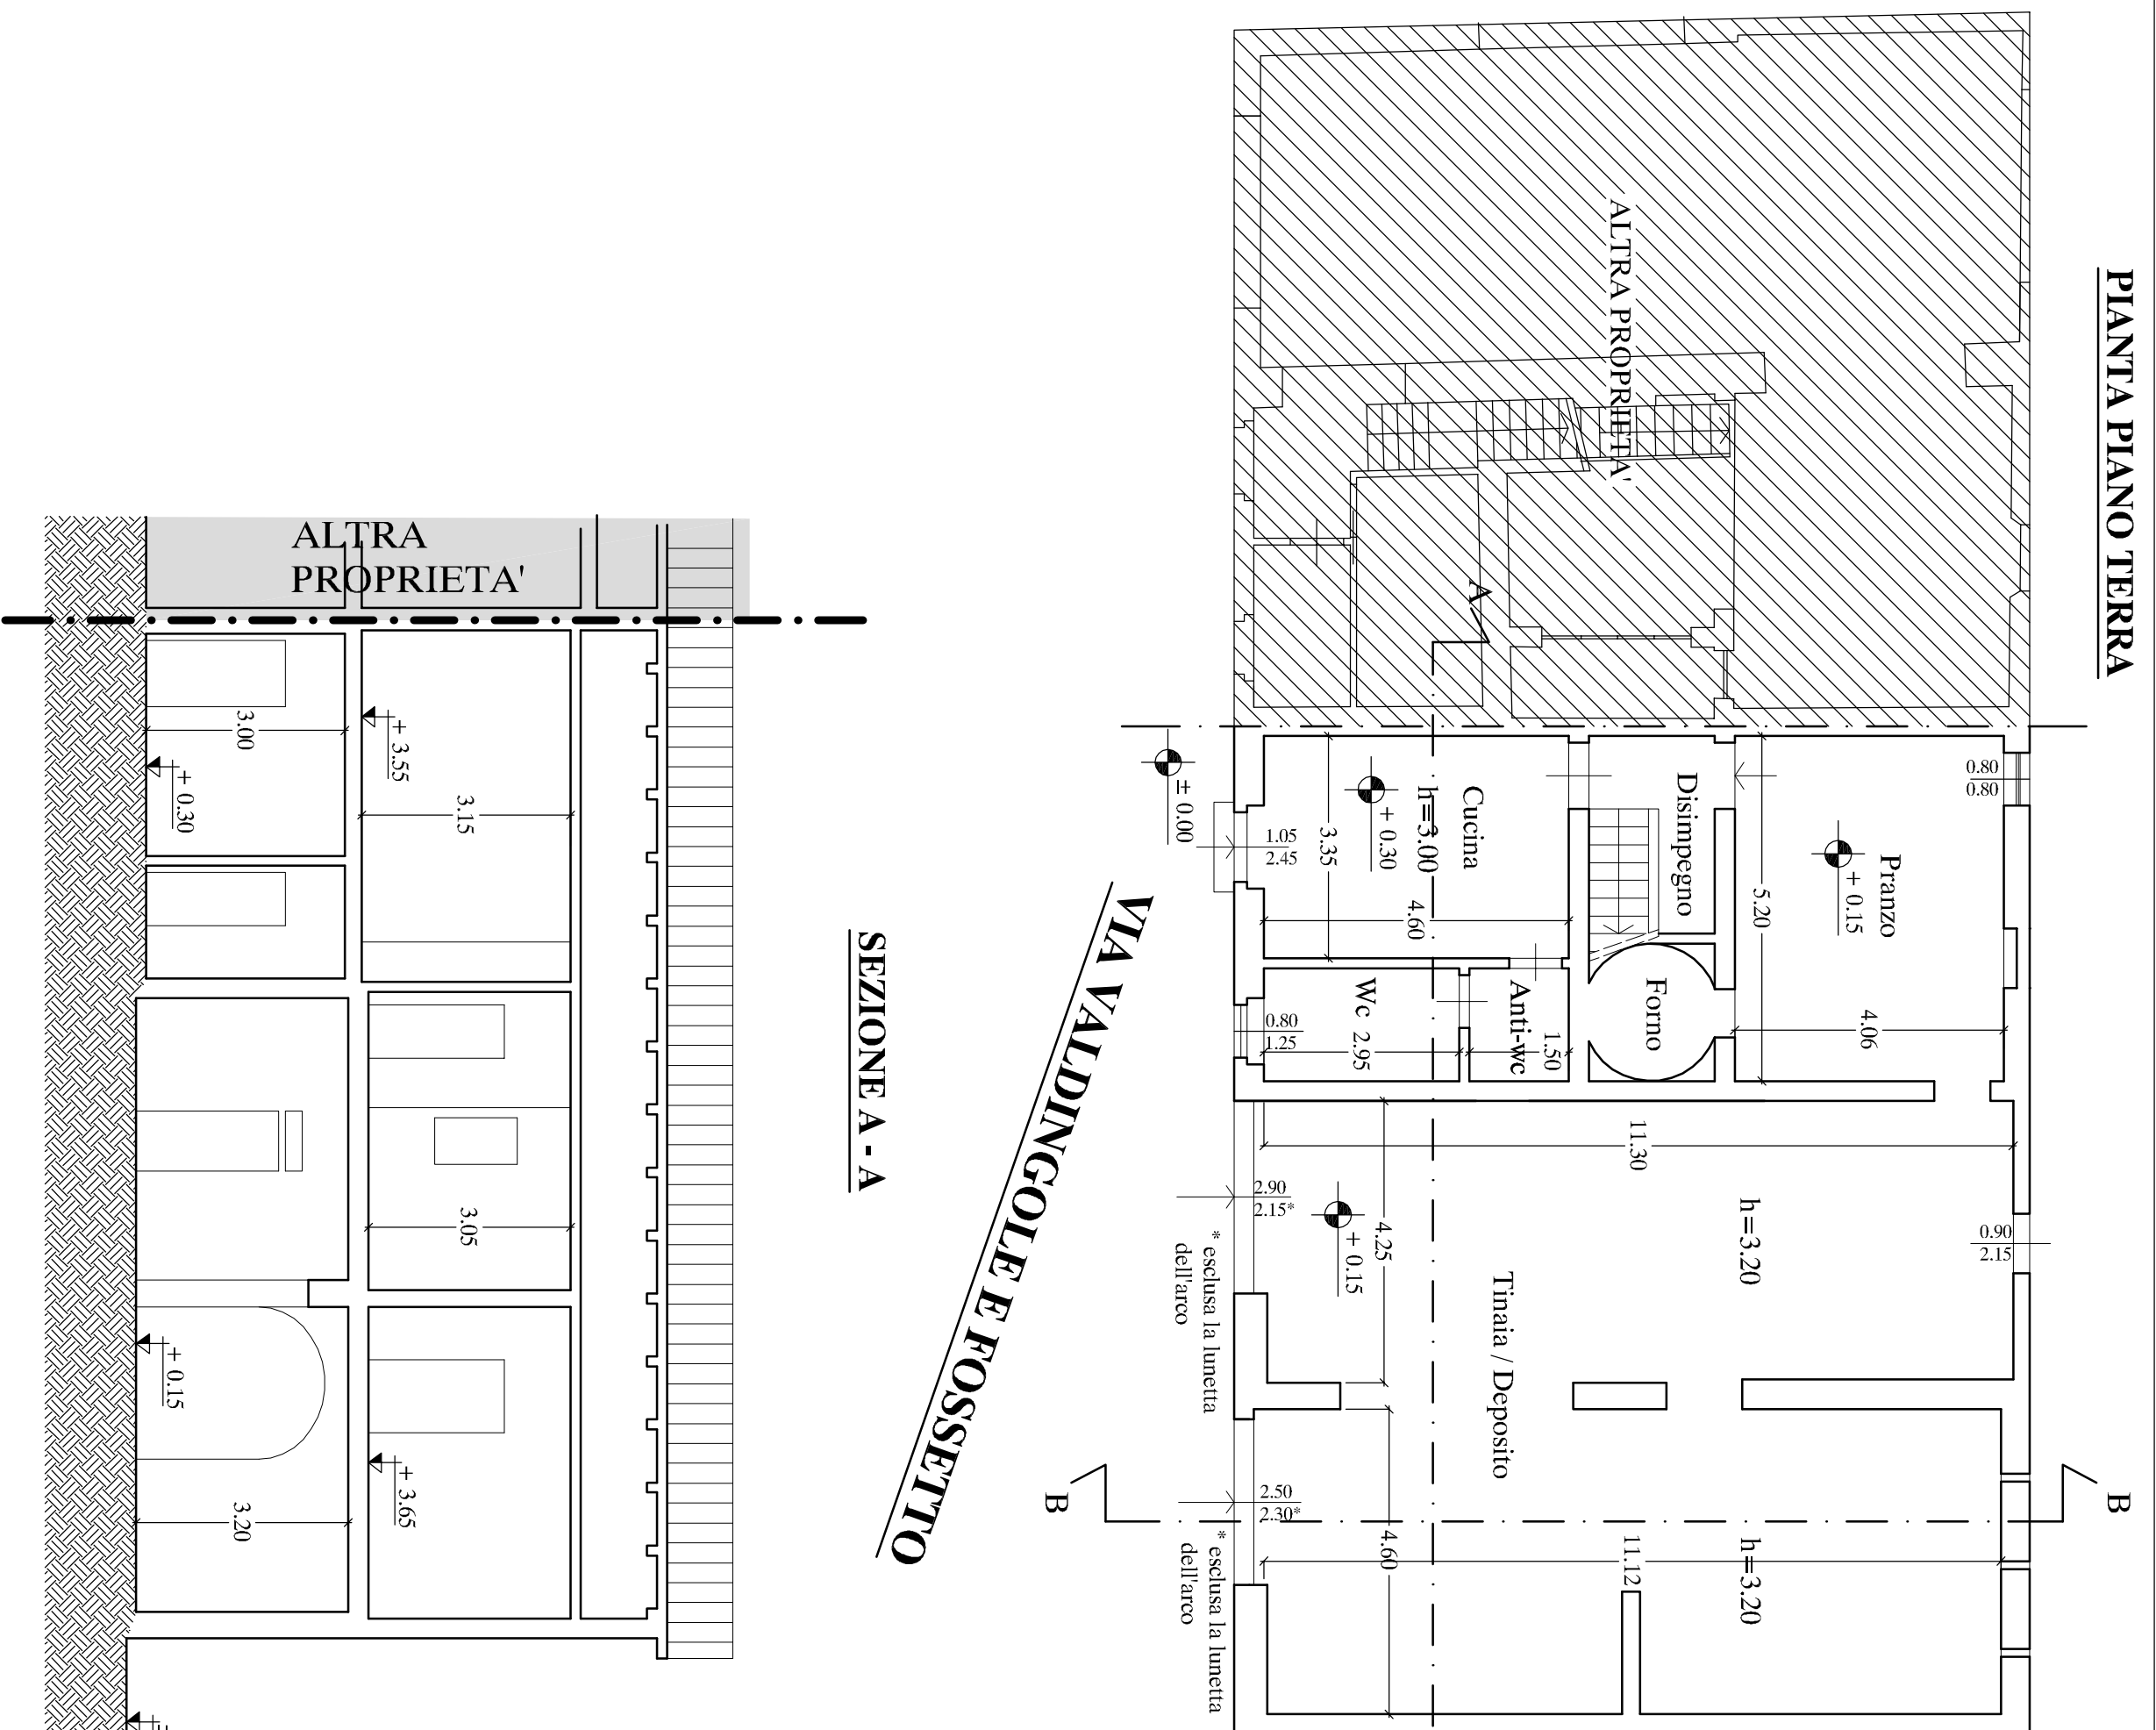 PIANTA PIANO TERRA
ALTRA PROPRIETA'
A
Pranzo
+ 0.15
0.80
0.80
5.20
4.06
Disimpegno
Forno
Cucina
h=3.00
+ 0.30
3.35
4.60
1.05
2.45
± 0.00
Anti-wc
1.50
Wc
2.95
0.80
1.25
11.30
h=3.20
0.90
2.15
4.25
+ 0.15
2.90
2.15*
* esclusa la lunetta
dell'arco
Tinaia / Deposito
B
B
2.50
2.30*
* esclusa la lunetta
dell'arco
4.60
11.12
h=3.20
VIA VALDINGOLE E FOSSETTO
SEZIONE A - A
ALTRA
PROPRIETA'
+ 3.55
3.15
3.00
+ 0.30
3.05
+ 3.65
+ 0.15
3.20